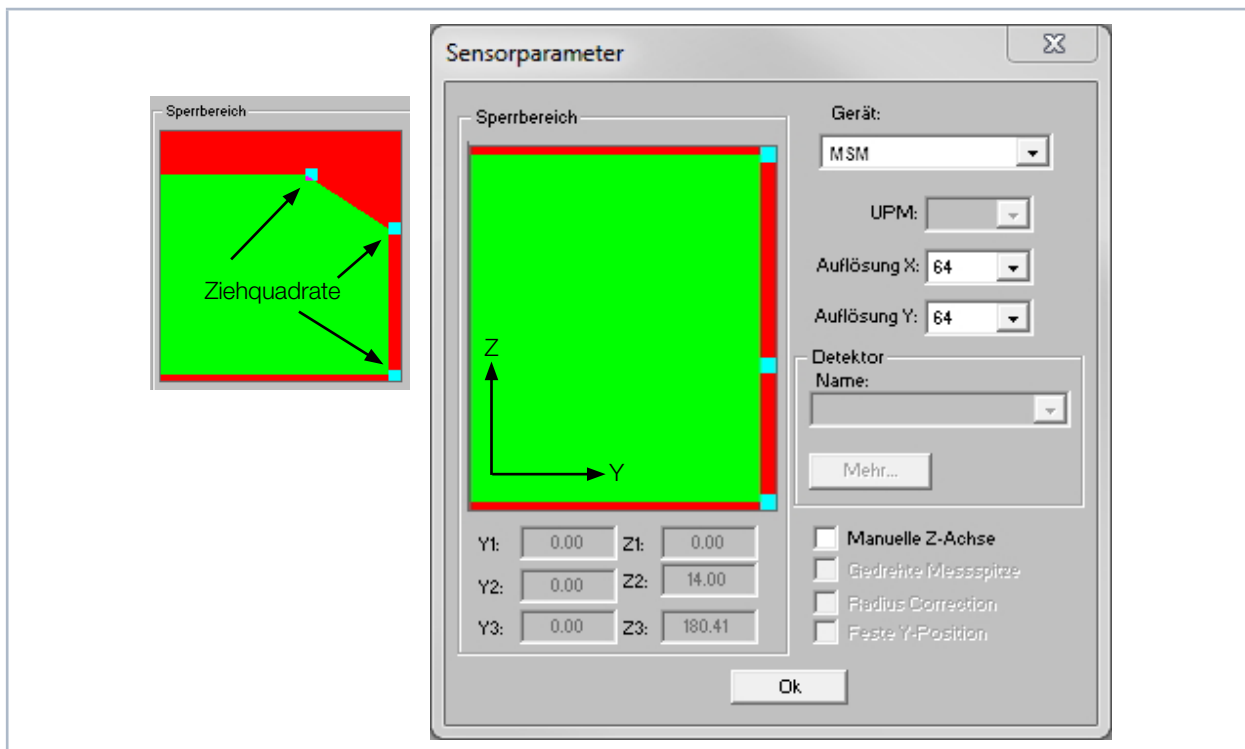 Sperrbereich
Ziehquadrate
Sensorparameter
Sperrbereich
Z
Y
Y1: 0.00 Z1: 0.00
Y2: 0.00 Z2: 14.00
Y3: 0.00 Z3: 180.41
Gerät:
MSM
UPM:
Auflösung X: 64
Auflösung Y: 64
Detektor
Name:
Mehr...
Manuelle Z-Achse
Gedrehte Messspitze
Radius Correction
Feste Y-Position
Ok